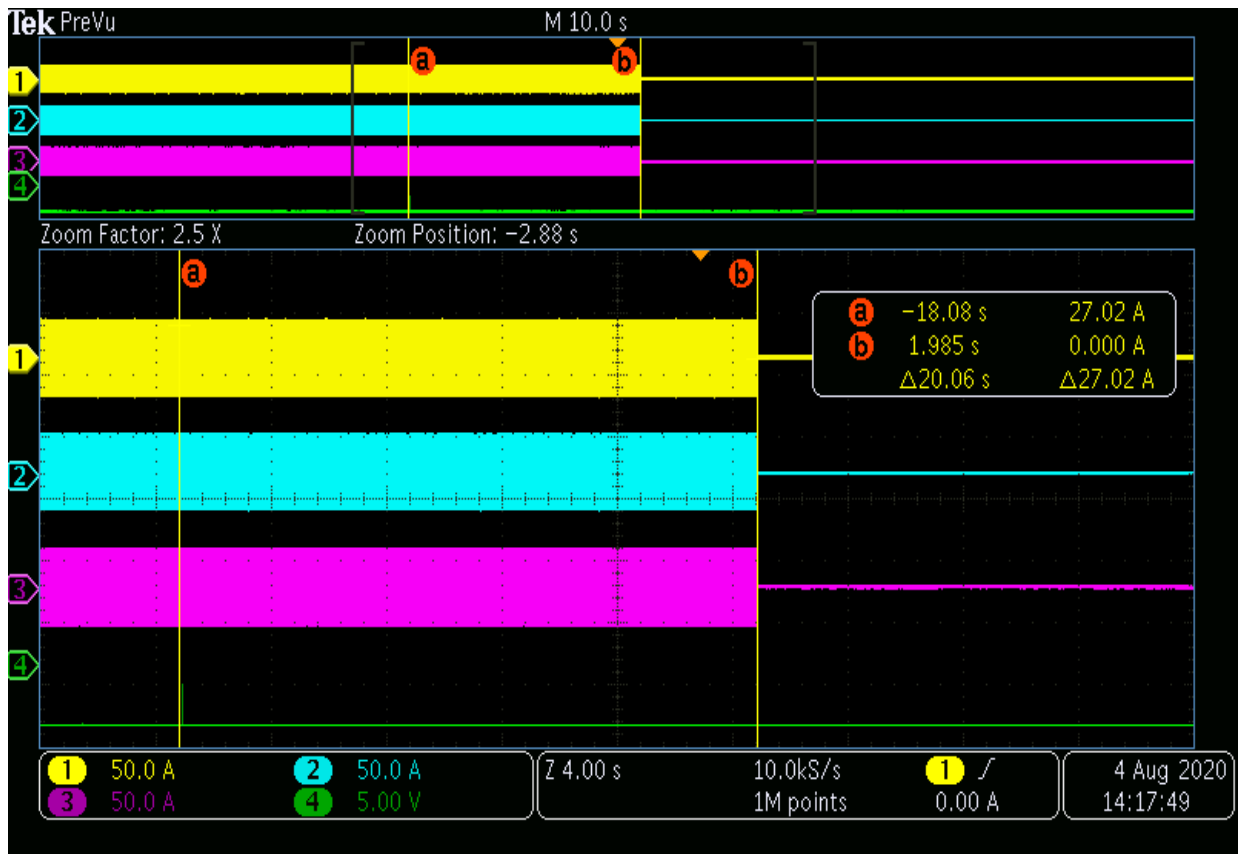 Tek PreVu M 10.0 s
a b
1
2
3
4
Zoom Factor: 2.5 X Zoom Position: −2.88 s
a b
a −18.08 s 27.02 A
b 1.985 s 0.000 A
△20.06 s △27.02 A
1
2
3
4
1 50.0 A 2 50.0 A Z 4.00 s 10.0kS/s 1 4 Aug 2020
3 50.0 A 4 5.00 V 1M points 0.00 A 14:17:49